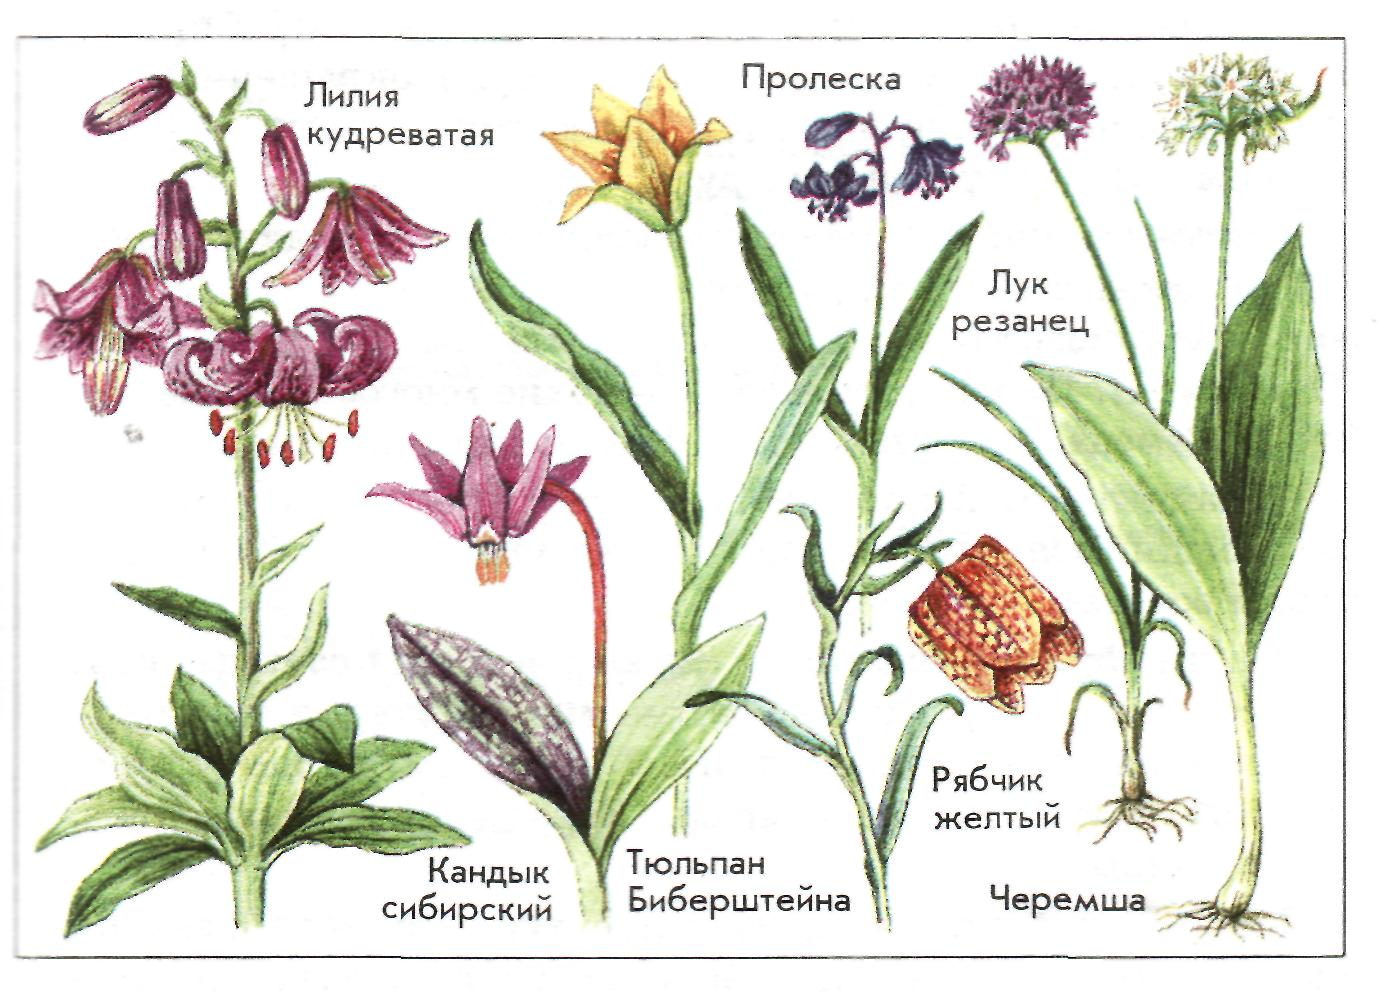 Лилия
кудреватая
Пролеска
Лук
резанец
Рябчик
желтый
Кандык
сибирский
Тюльпан
Биберштейна
Черемша